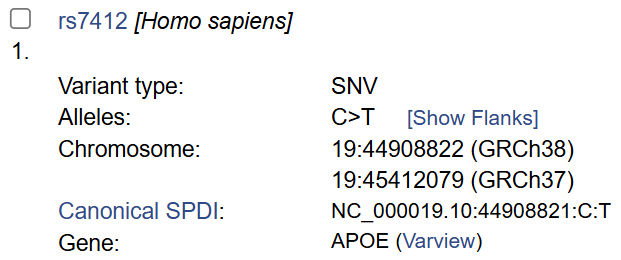 rs7412 [Homo sapiens]
1.
Variant type: SNV
Alleles: C>T [Show Flanks]
Chromosome: 19:44908822 (GRCh38)
19:45412079 (GRCh37)
Canonical SPDI: NC_000019.10:44908821:C:T
Gene: APOE (Varview)